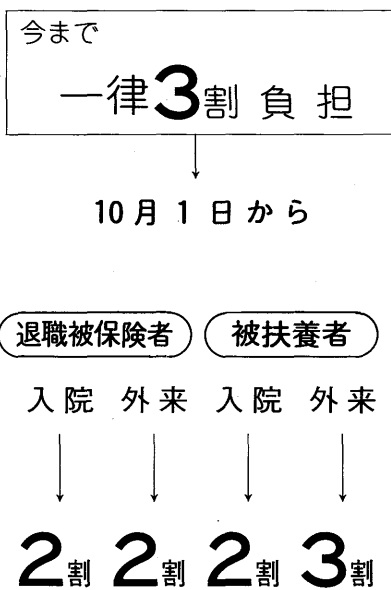 今まで
一律3割負担
10月1日から
退職被保険者 被扶養者
入院 外来 入院 外来
2割 2割 2割 3割